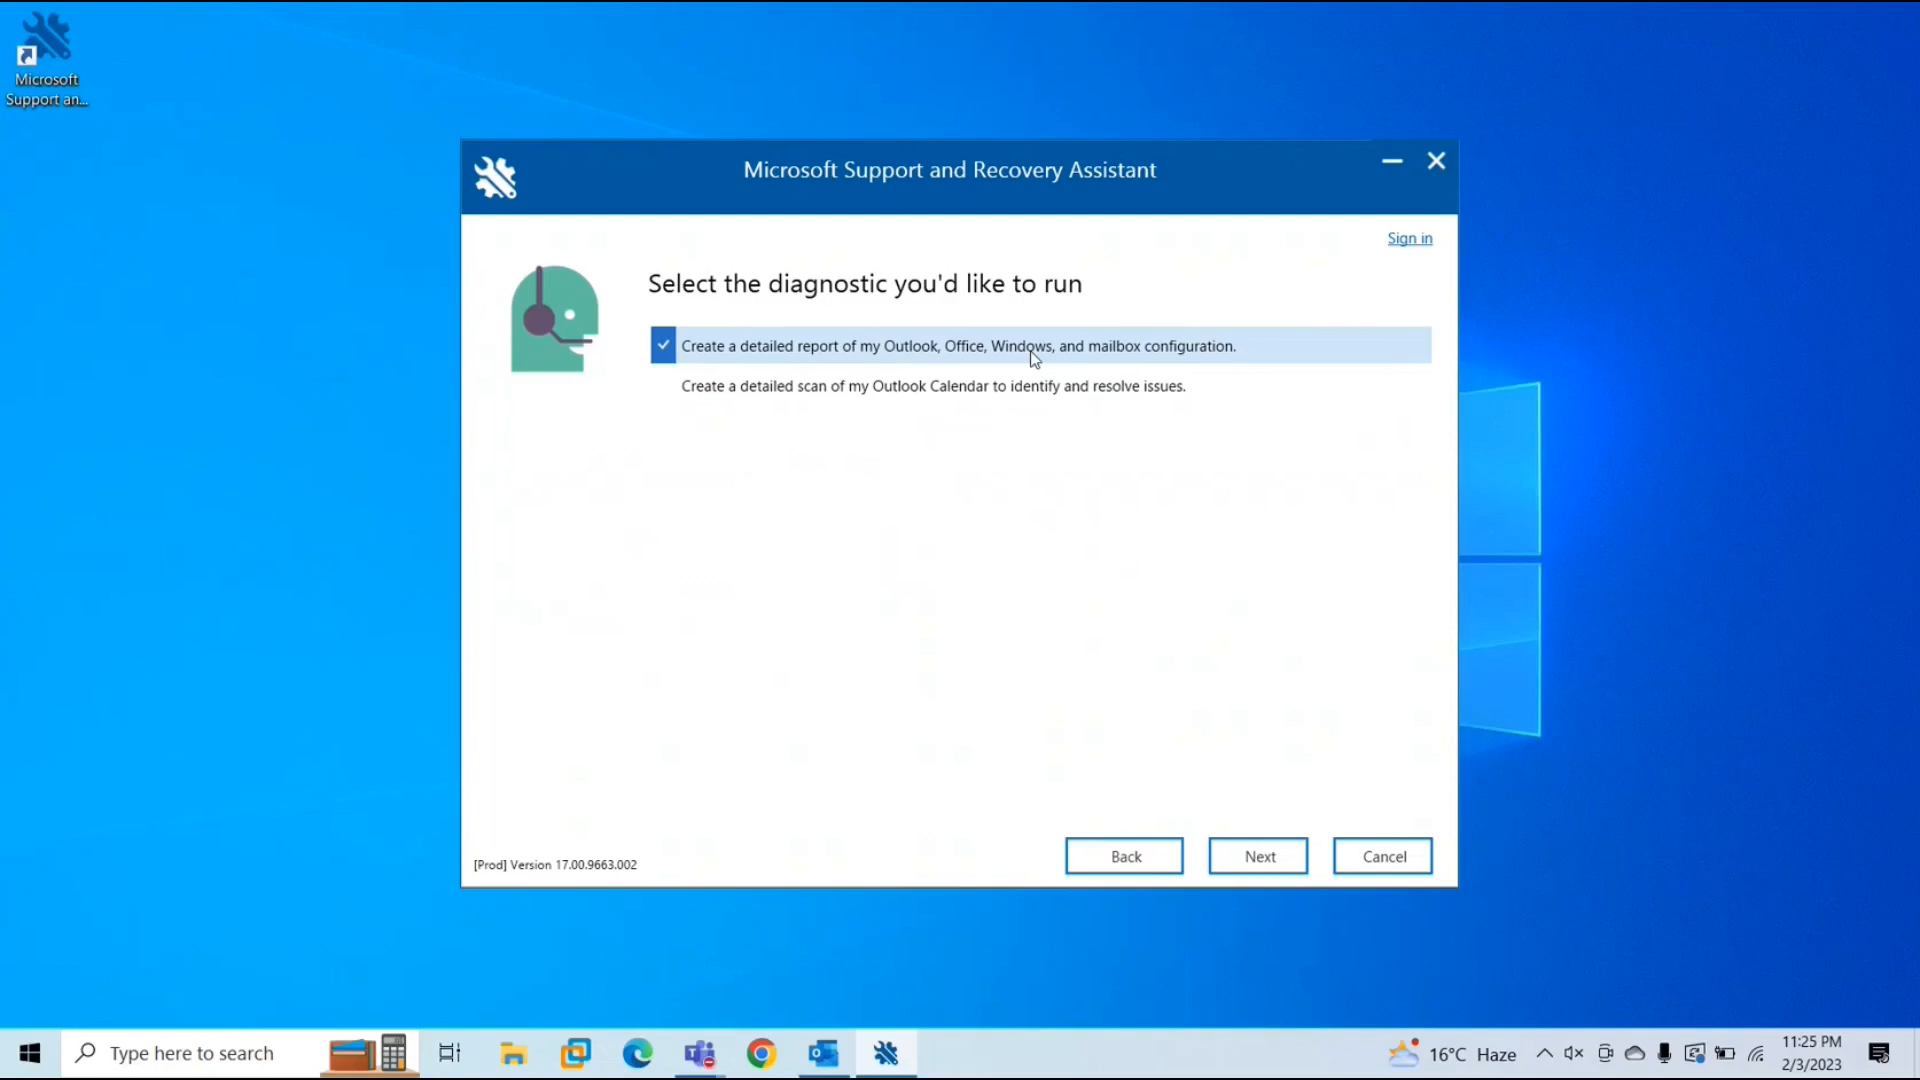 Microsoft
Support an...
Microsoft Support and Recovery Assistant
Sign in
Select the diagnostic you'd like to run
Create a detailed report of my Outlook, Office, Windows, and mailbox configuration.
Create a detailed scan of my Outlook Calendar to identify and resolve issues.
[Prod] Version 17.00.9663.002
Back
Next
Cancel
Type here to search
16°C Haze
11:25 PM
2/3/2023